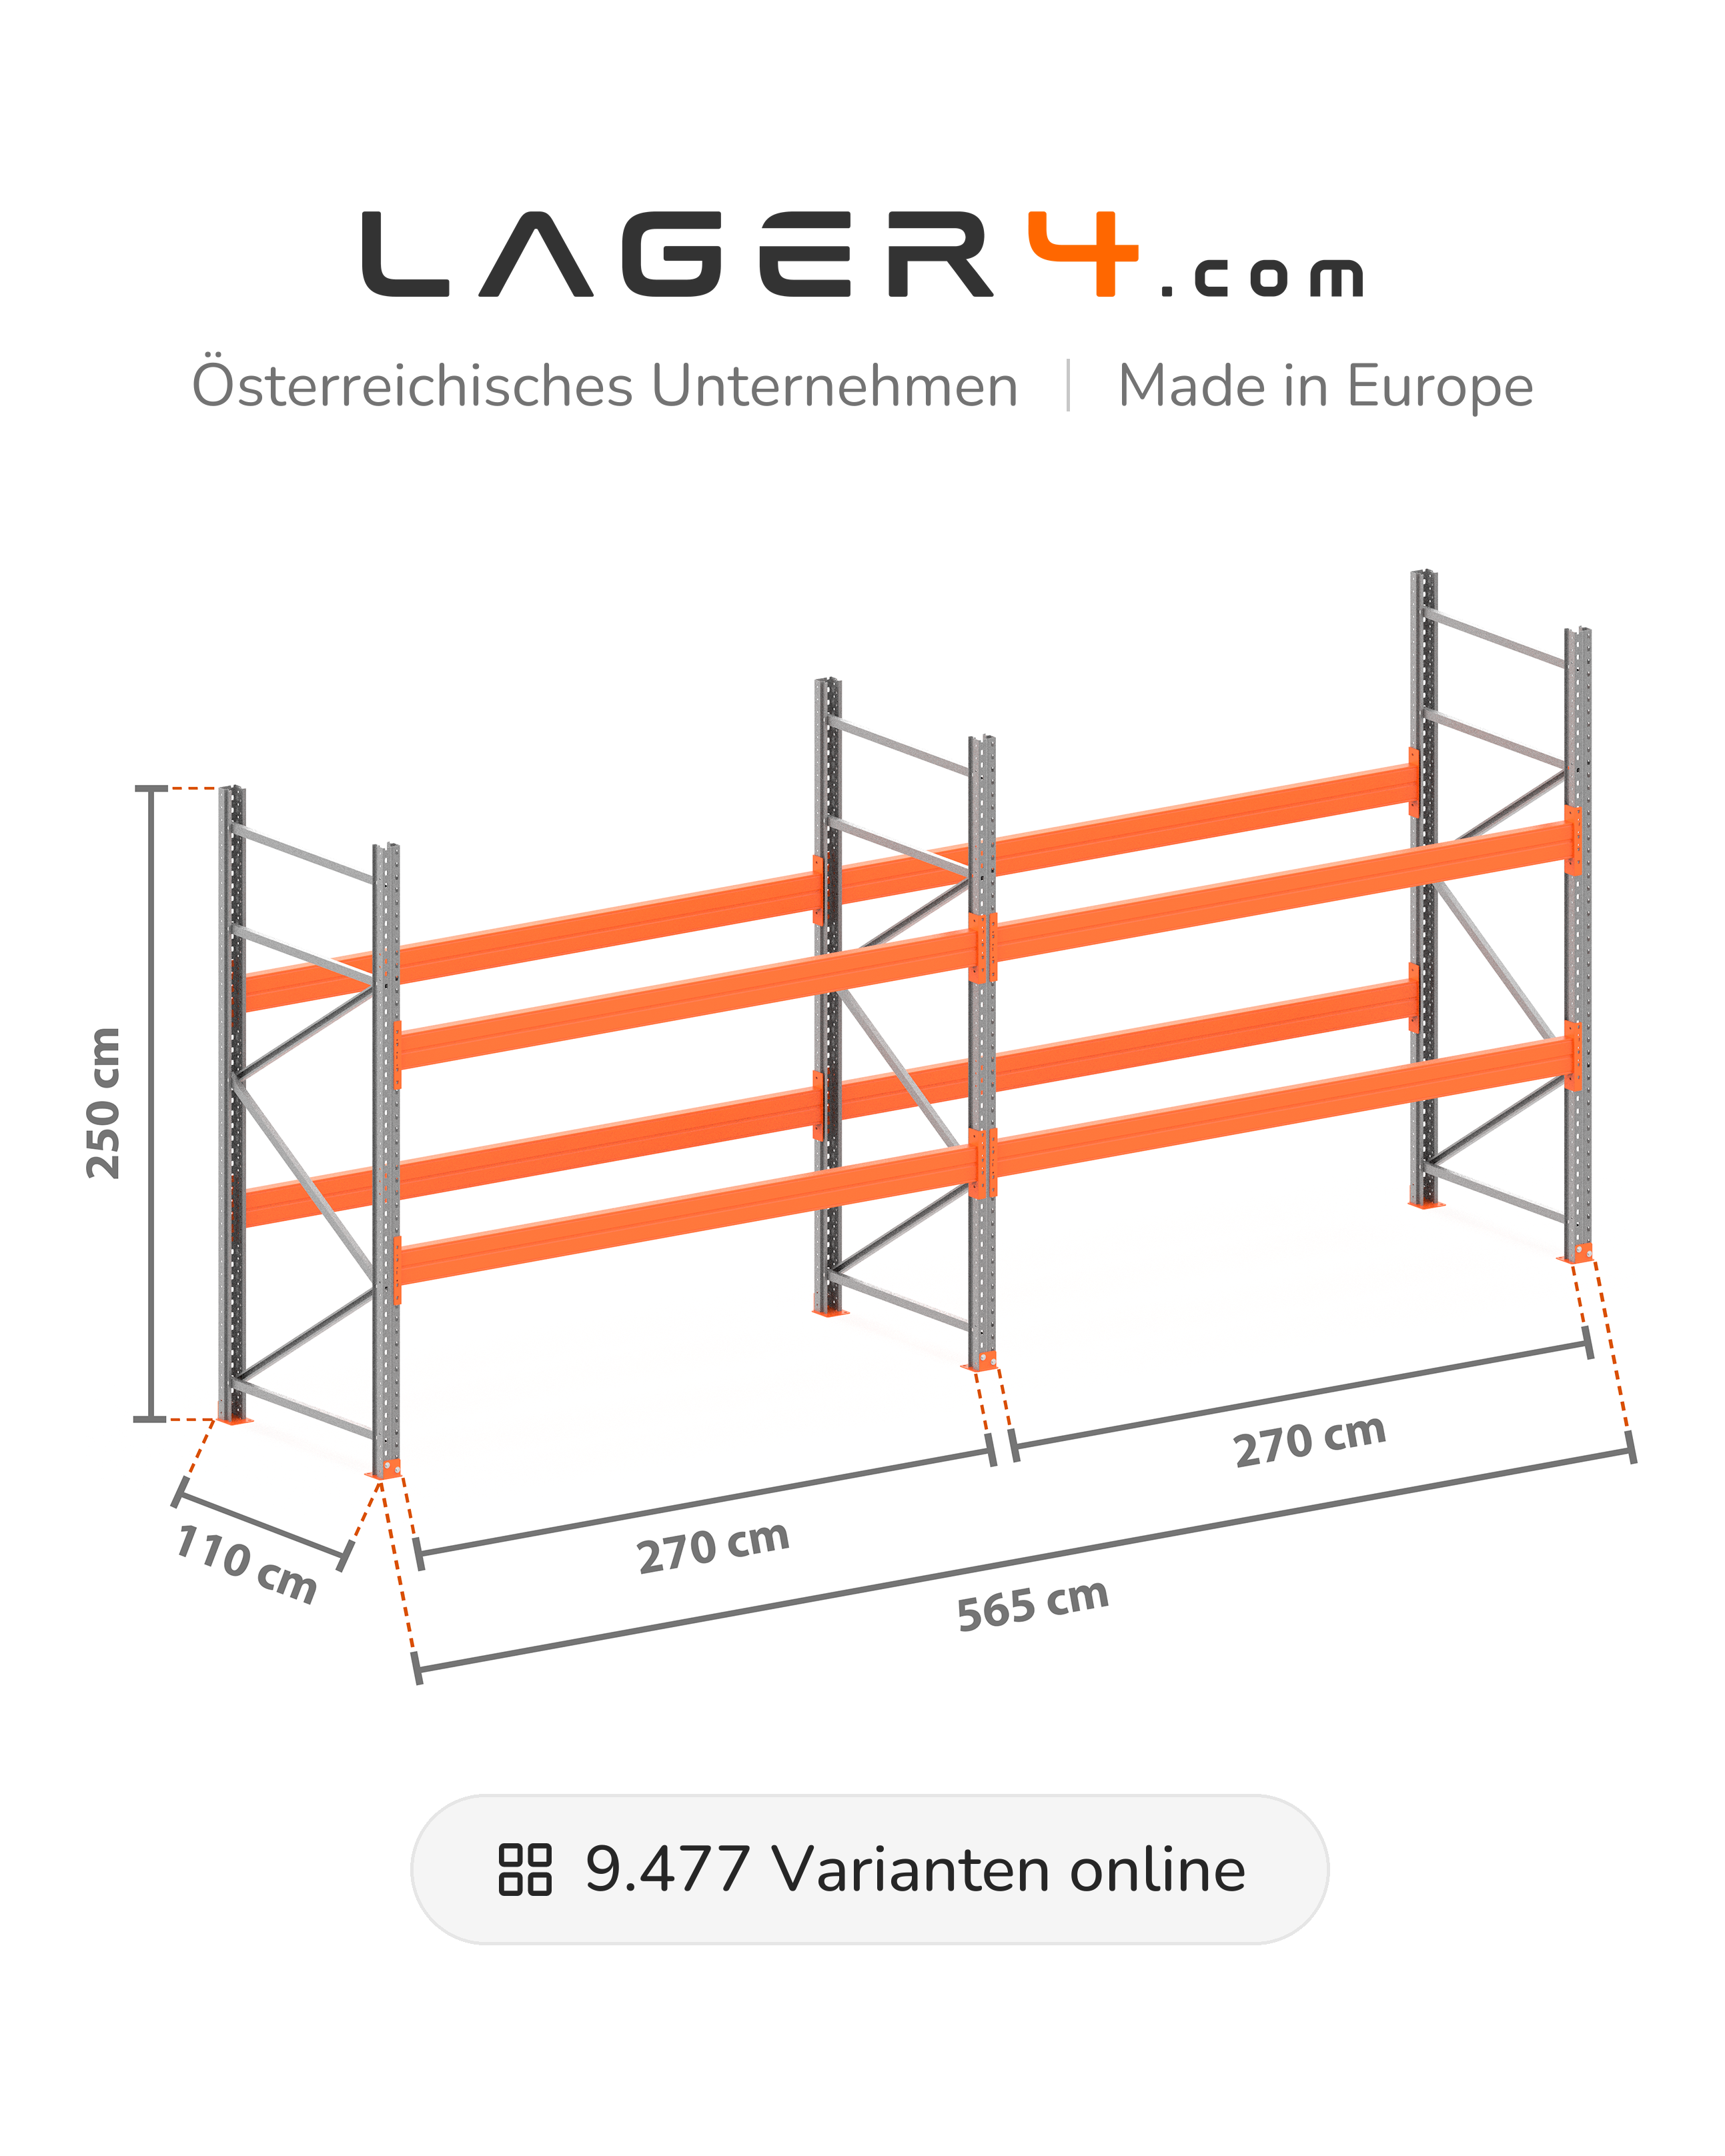 LAGER4.com
Österreichisches Unternehmen | Made in Europe
250 cm
110 cm
270 cm
270 cm
565 cm
9.477 Varianten online